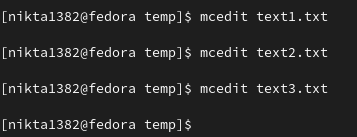 [nikta1382@fedora temp]$ mcedit text1.txt
[nikta1382@fedora temp]$ mcedit text2.txt
[nikta1382@fedora temp]$ mcedit text3.txt
[nikta1382@fedora temp]$